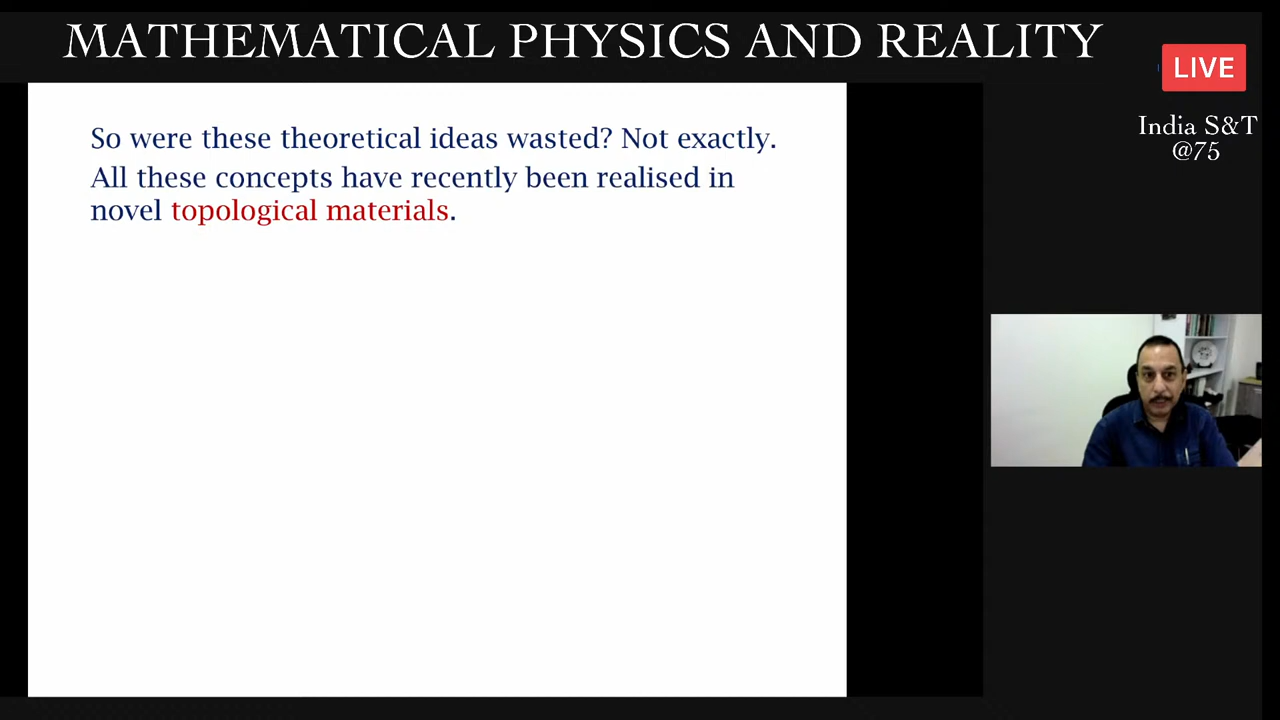 MATHEMATICAL PHYSICS AND REALITY
LIVE
India S&T
@75
So were these theoretical ideas wasted? Not exactly.
All these concepts have recently been realised in
novel topological materials.